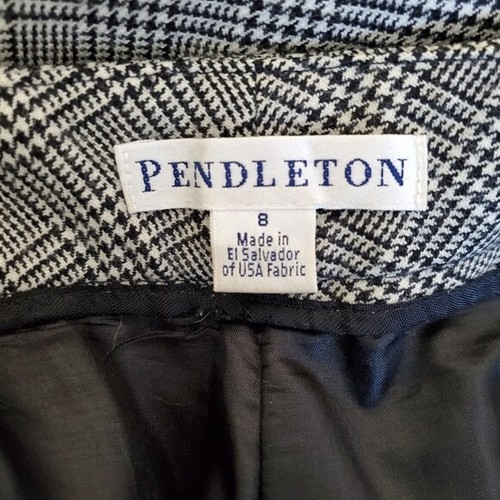 PENDLETON
8
Made in
El Salvador
of USA Fabric